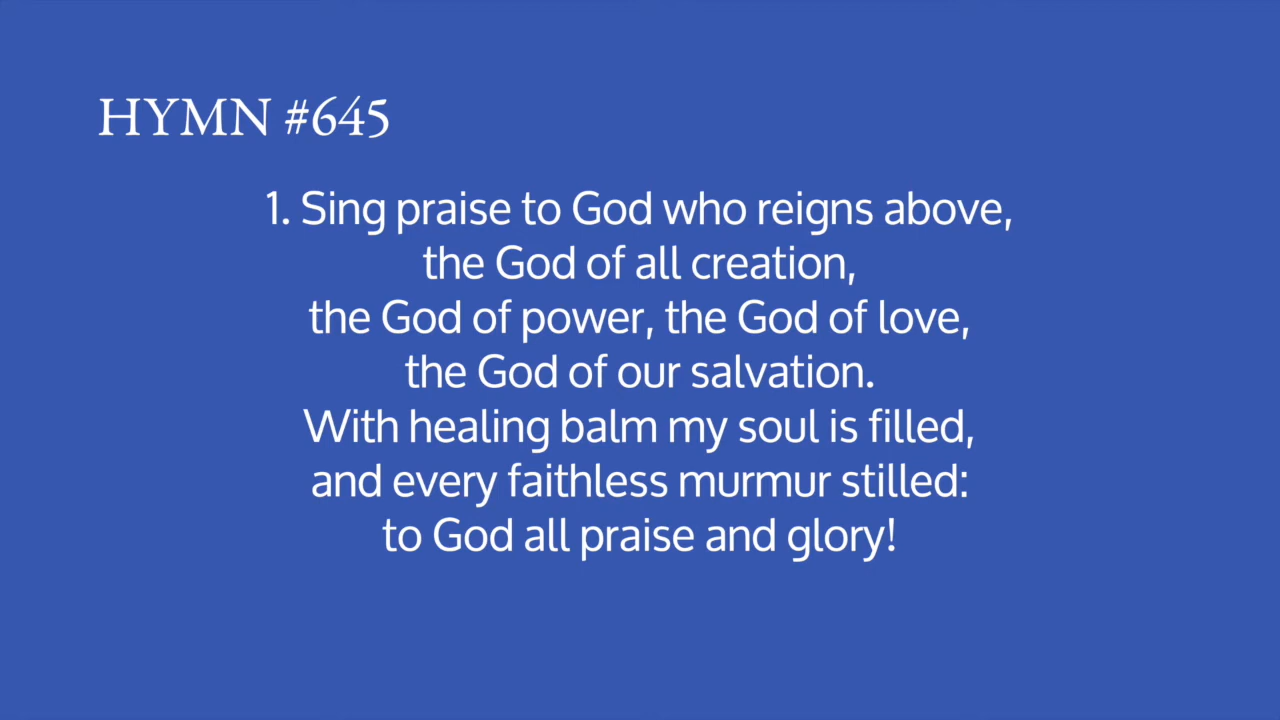 HYMN #645
1. Sing praise to God who reigns above,
the God of all creation,
the God of power, the God of love,
the God of our salvation.
With healing balm my soul is filled,
and every faithless murmur stilled:
to God all praise and glory!